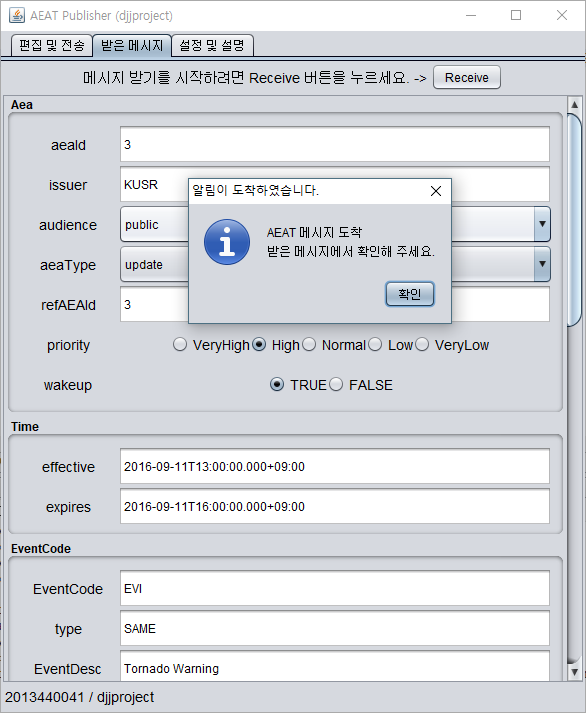 AEAT Publisher (djjproject)
편집 및 전송 받은 메시지 설정 및 설명
메시지 받기를 시작하려면 Receive 버튼을 누르세요. -> Receive
Aea
aeaId 3
issuer KUSR
알림이 도착하였습니다.
AEAT 메시지 도착
받은 메시지에서 확인해 주세요.
확인
audience public
aeaType update
refAEAId 3
priority VeryHigh High Normal Low VeryLow
wakeup TRUE FALSE
Time
effective 2016-09-11T13:00:00.000+09:00
expires 2016-09-11T16:00:00.000+09:00
EventCode
EventCode EVI
type SAME
EventDesc Tornado Warning
2013440041 / djjproject